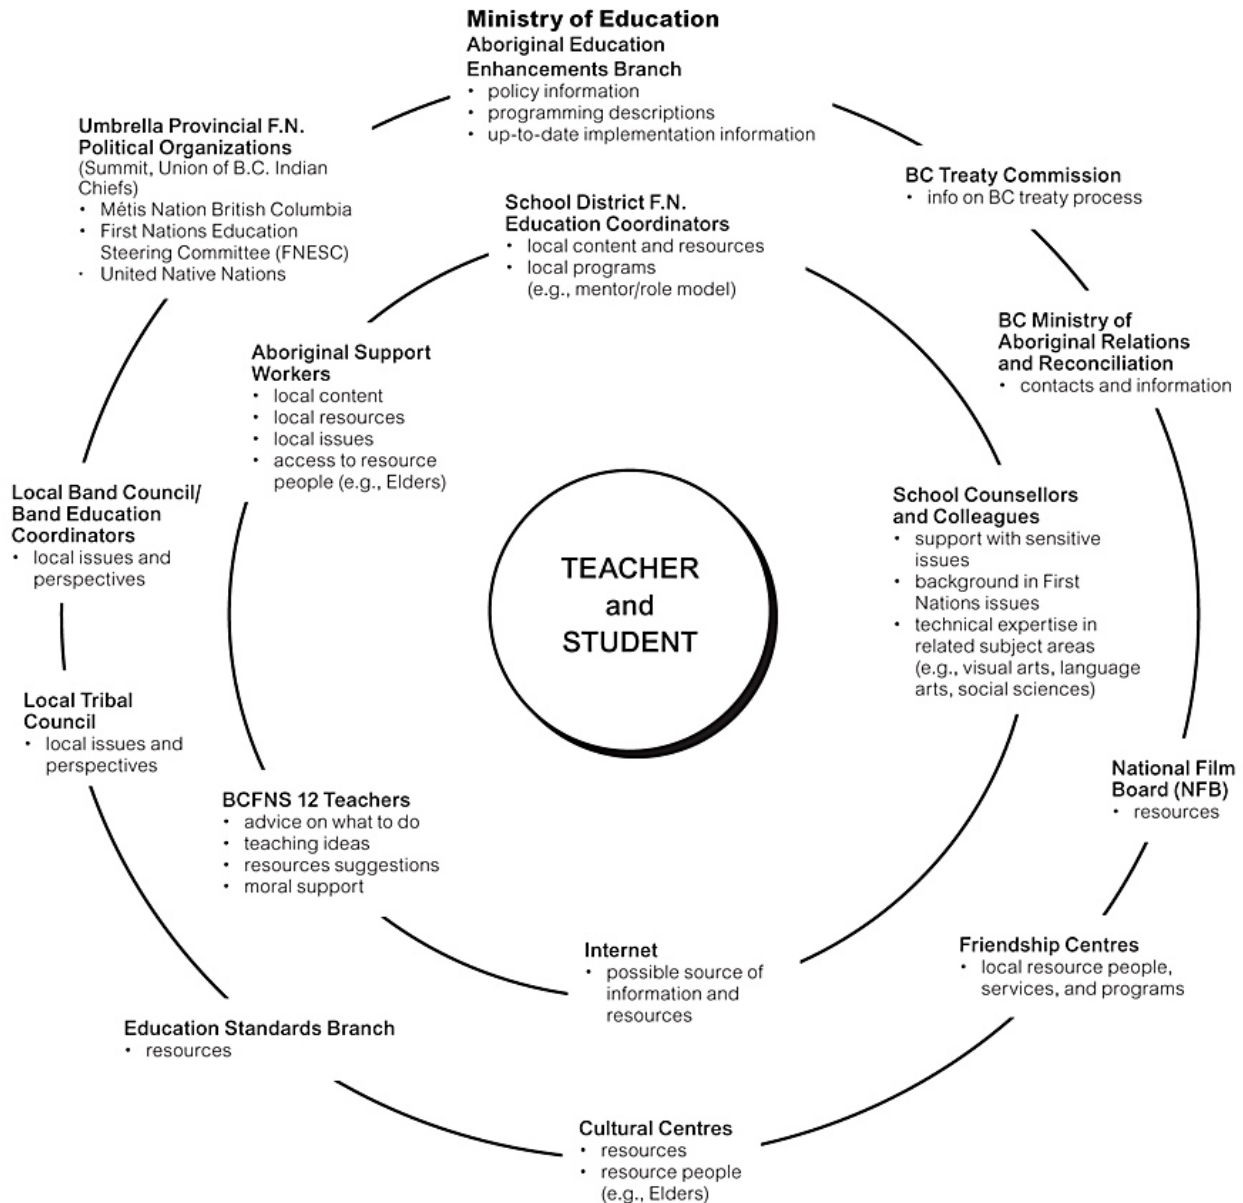 Ministry of Education
Aboriginal Education
Enhancements Branch
• policy information
• programming descriptions
• up-to-date implementation information
Umbrella Provincial F.N.
Political Organizations
(Summit, Union of B.C. Indian
Chiefs)
• Métis Nation British Columbia
• First Nations Education
Steering Committee (FNESC)
• United Native Nations
BC Treaty Commission
• info on BC treaty process
School District F.N.
Education Coordinators
• local content and resources
• local programs
(e.g., mentor/role model)
BC Ministry of
Aboriginal Relations
and Reconciliation
• contacts and information
Aboriginal Support
Workers
• local content
• local resources
• local issues
• access to resource
people (e.g., Elders)
Local Band Council/
Band Education
Coordinators
• local issues and
perspectives
School Counsellors
and Colleagues
• support with sensitive
issues
• background in First
Nations issues
• technical expertise in
related subject areas
(e.g., visual arts, language
arts, social sciences)
TEACHER
and
STUDENT
Local Tribal
Council
• local issues and
perspectives
National Film
Board (NFB)
• resources
BCFNS 12 Teachers
• advice on what to do
• teaching ideas
• resources suggestions
• moral support
Internet
• possible source of
information and
resources
Friendship Centres
• local resource people,
services, and programs
Education Standards Branch
• resources
Cultural Centres
• resources
• resource people
(e.g., Elders)